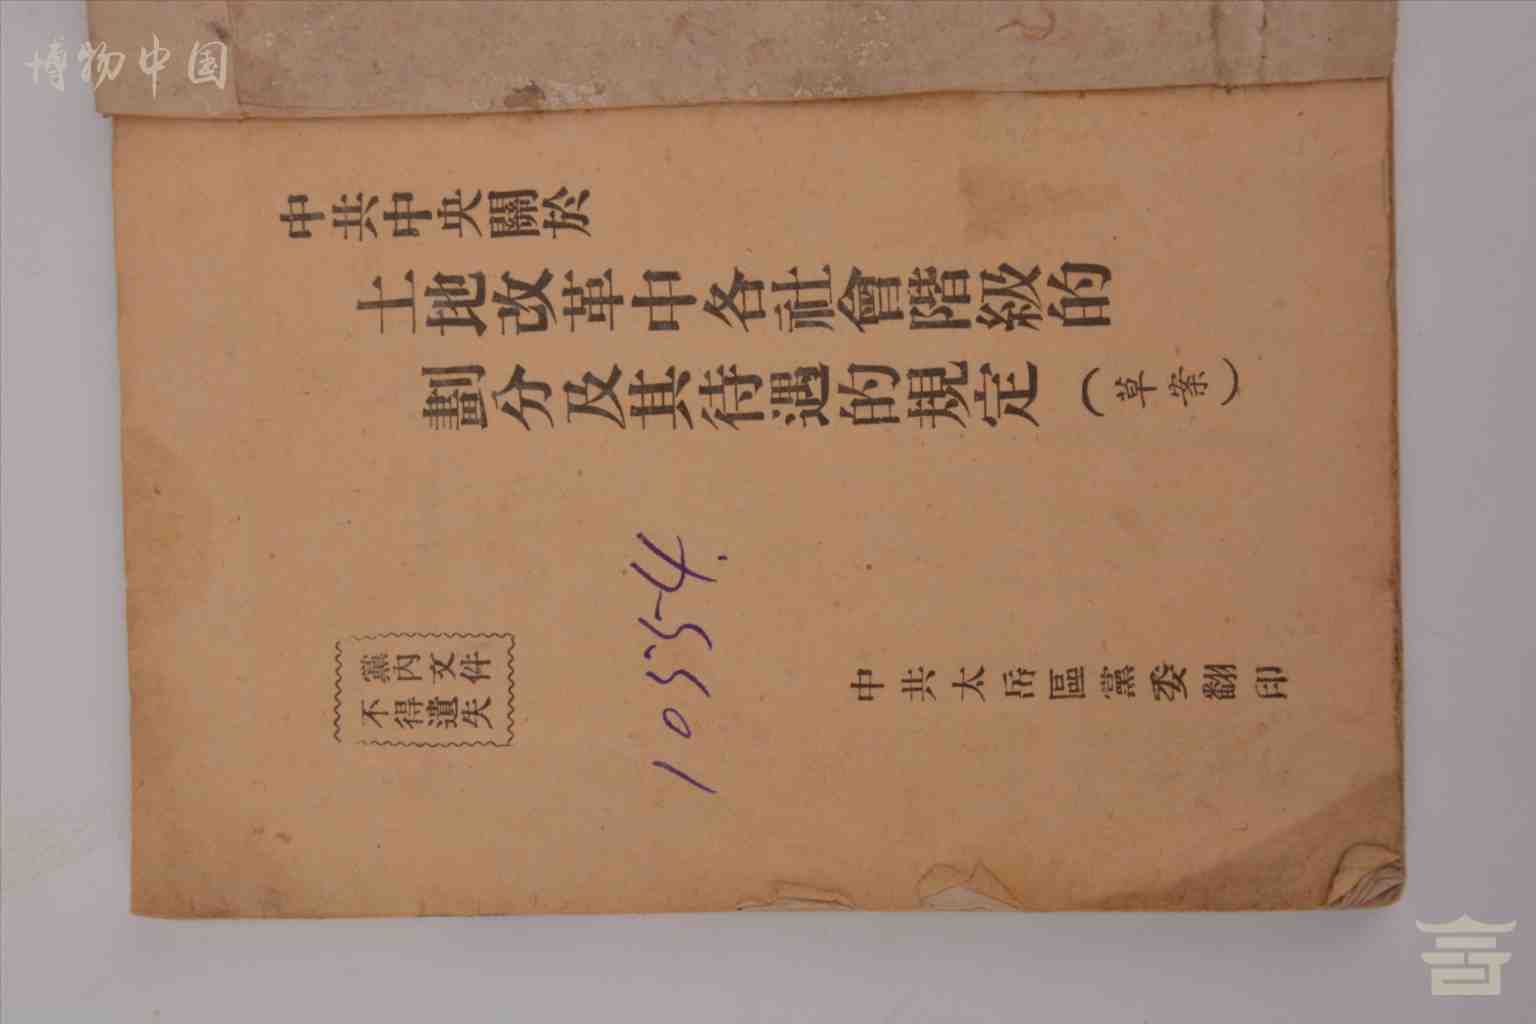 博物中国
中共中央關於
土地改革中各社會階級的
劃分及其待遇的規定（草案）
黨內文件
不得遺失
10554.
中共太岳區黨委翻印